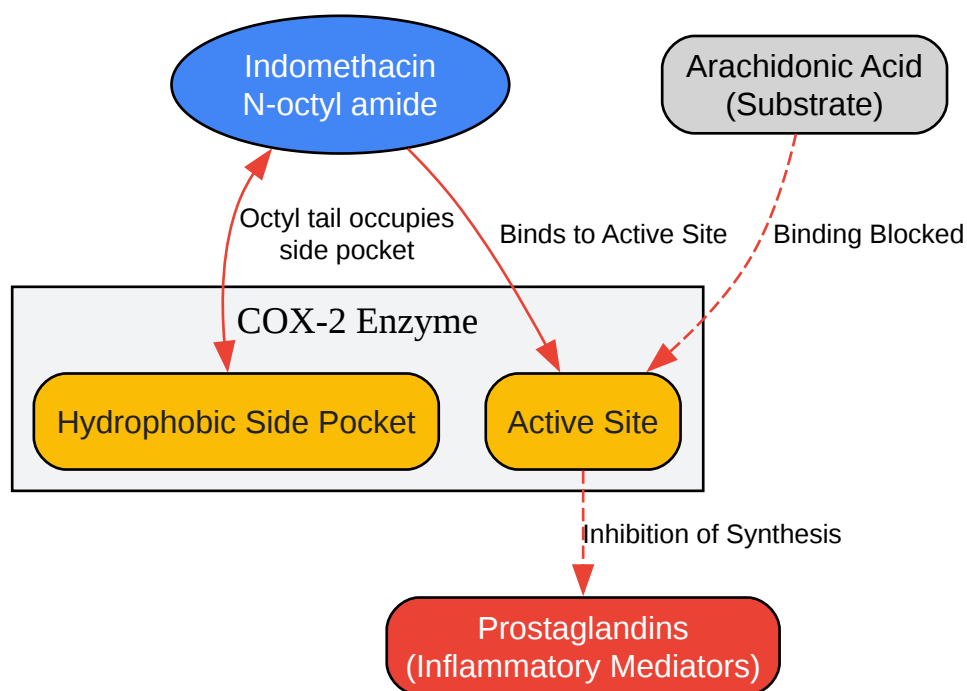 Indomethacin
N-octyl amide
Arachidonic Acid
(Substrate)
Octyl tail occupies
side pocket
Binds to Active Site
Binding Blocked
COX-2 Enzyme
Hydrophobic Side Pocket
Active Site
Inhibition of Synthesis
Prostaglandins
(Inflammatory Mediators)